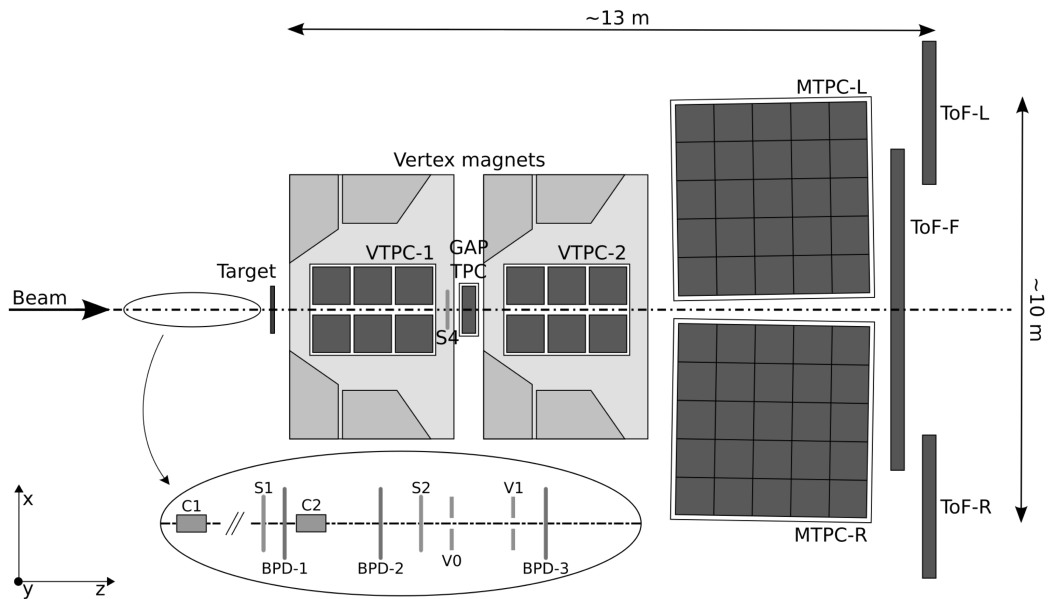 ~13 m
MTPC-L
ToF-L
Vertex magnets
ToF-F
VTPC-1
GAP
TPC
VTPC-2
Target
Beam
S4
~10 m
S1
S2
V1
C1
C2
x
ToF-R
MTPC-R
V0
BPD-1
BPD-2
BPD-3
y
z